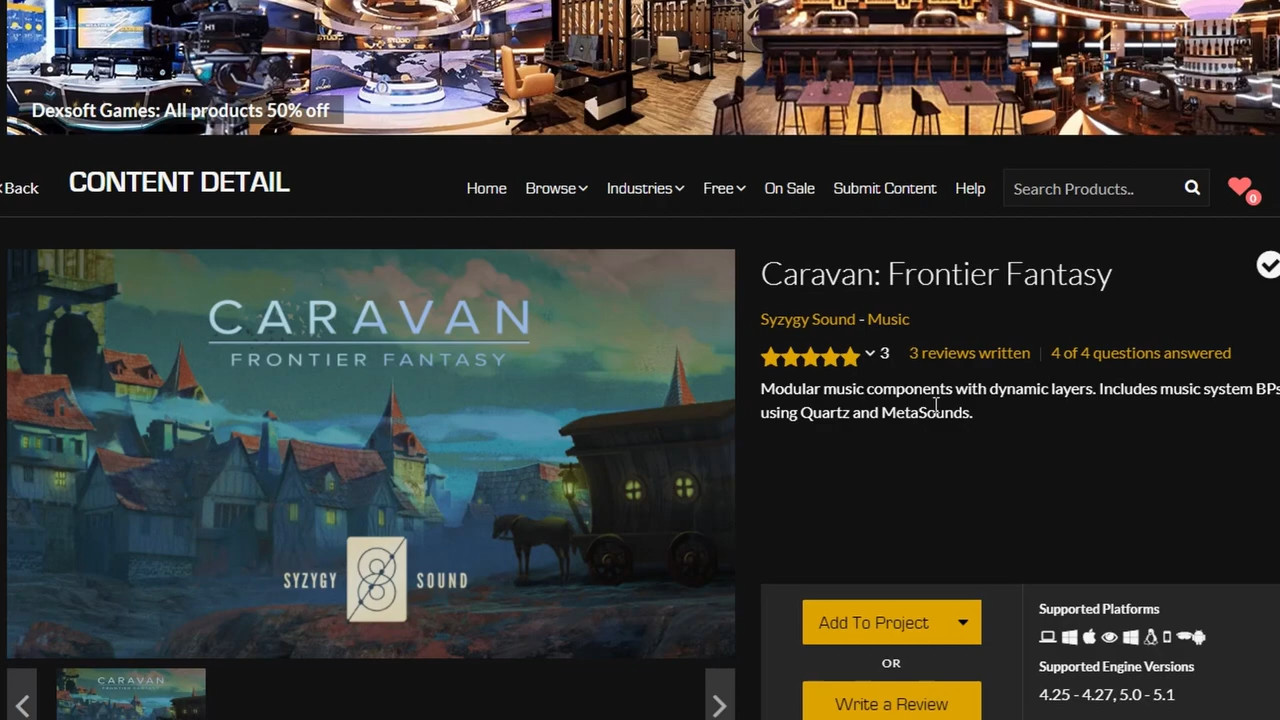 Dexsoft Games: All products 50% off
Back
CONTENT DETAIL
Home
Browse
Industries
Free
On Sale
Submit Content
Help
Search Products..
0
CARAVAN
FRONTIER FANTASY
SYZYGY
SOUND
Caravan: Frontier Fantasy
Syzygy Sound - Music
3
3 reviews written
4 of 4 questions answered
Modular music components with dynamic layers. Includes music system BPs
using Quartz and MetaSounds.
Add To Project
OR
Write a Review
Supported Platforms
Supported Engine Versions
4.25 - 4.27, 5.0 - 5.1
CARAVAN
FRONTIER FANTASY